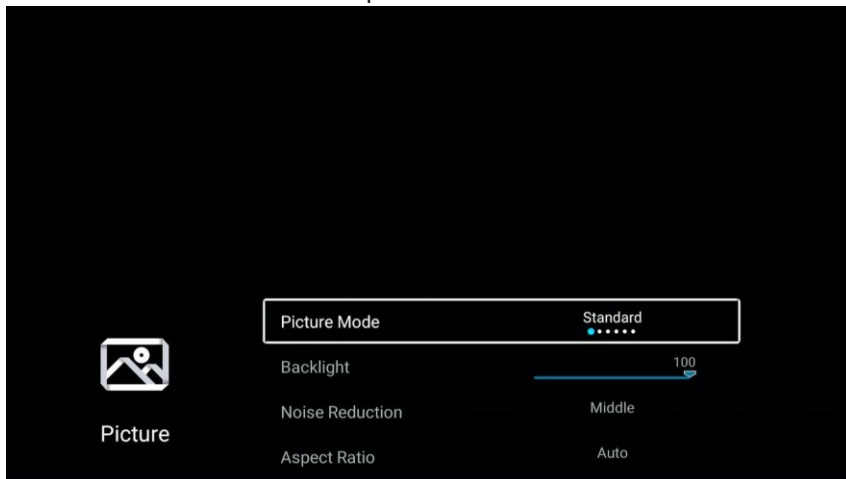 Picture Mode Standard
Backlight 100
Noise Reduction Middle
Picture
Aspect Ratio Auto